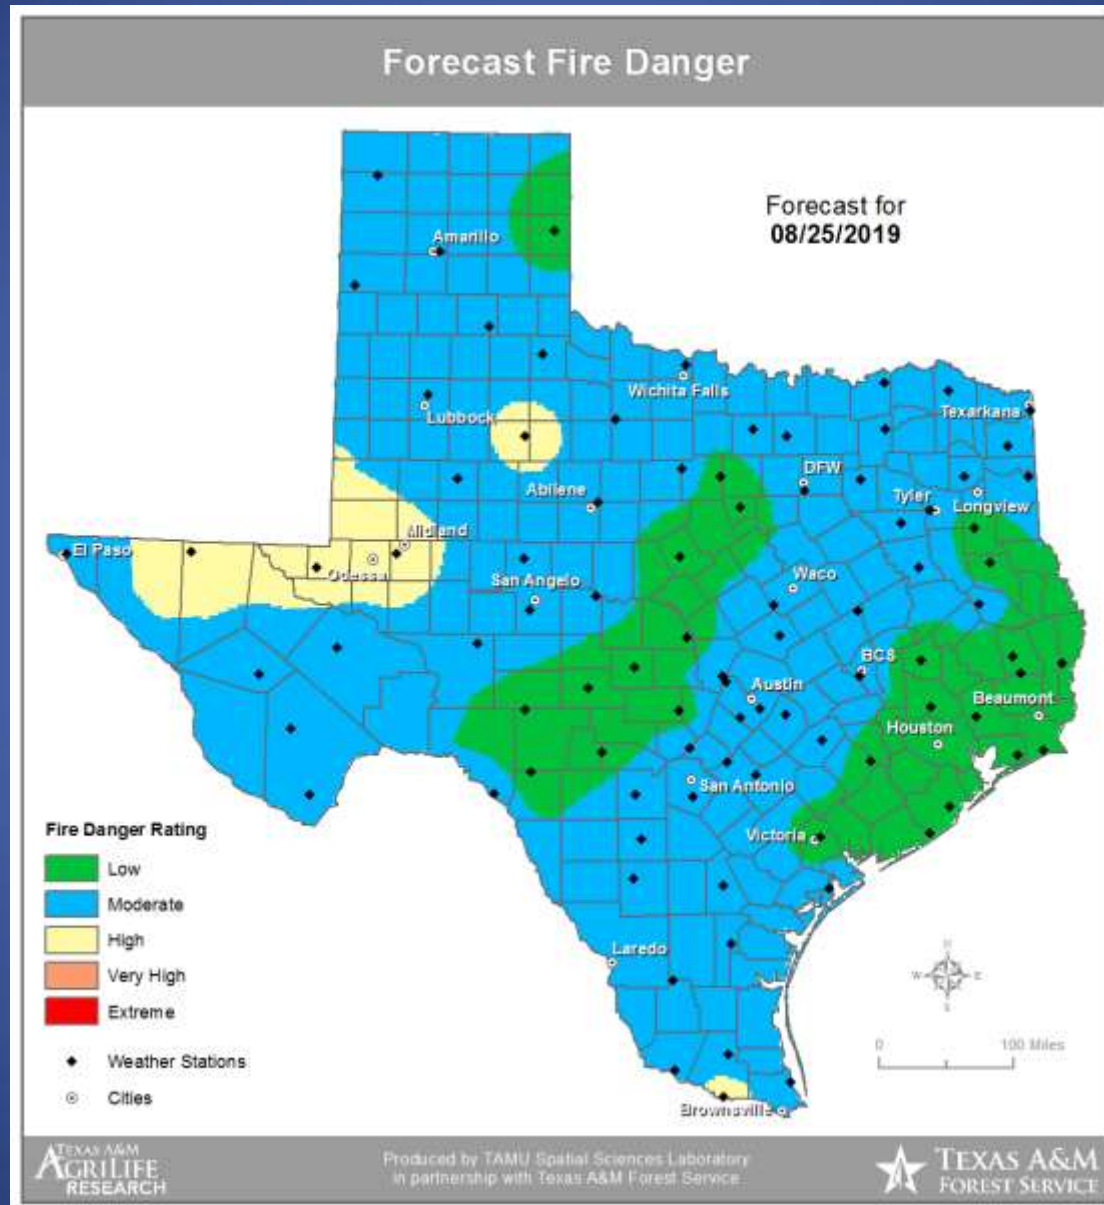 Forecast Fire Danger
Forecast for
08/25/2019
Amarillo
Wichita Falls
Lubbock
Texarkana
DFW
Abilene
Tyler
Longview
Midland
El Paso
Odessa
San Angelo
Waco
BCS
Austin
Beaumont
Houston
San Antonio
Victoria
Laredo
Brownsville
Fire Danger Rating
Low
Moderate
High
Very High
Extreme
Weather Stations
Cities
N
W E
S
0 100 Miles
TEXAS A&M
AGRILIFE
RESEARCH
Produced by TAMU Spatial Sciences Laboratory
in partnership with Texas A&M Forest Service
TEXAS A&M
FOREST SERVICE